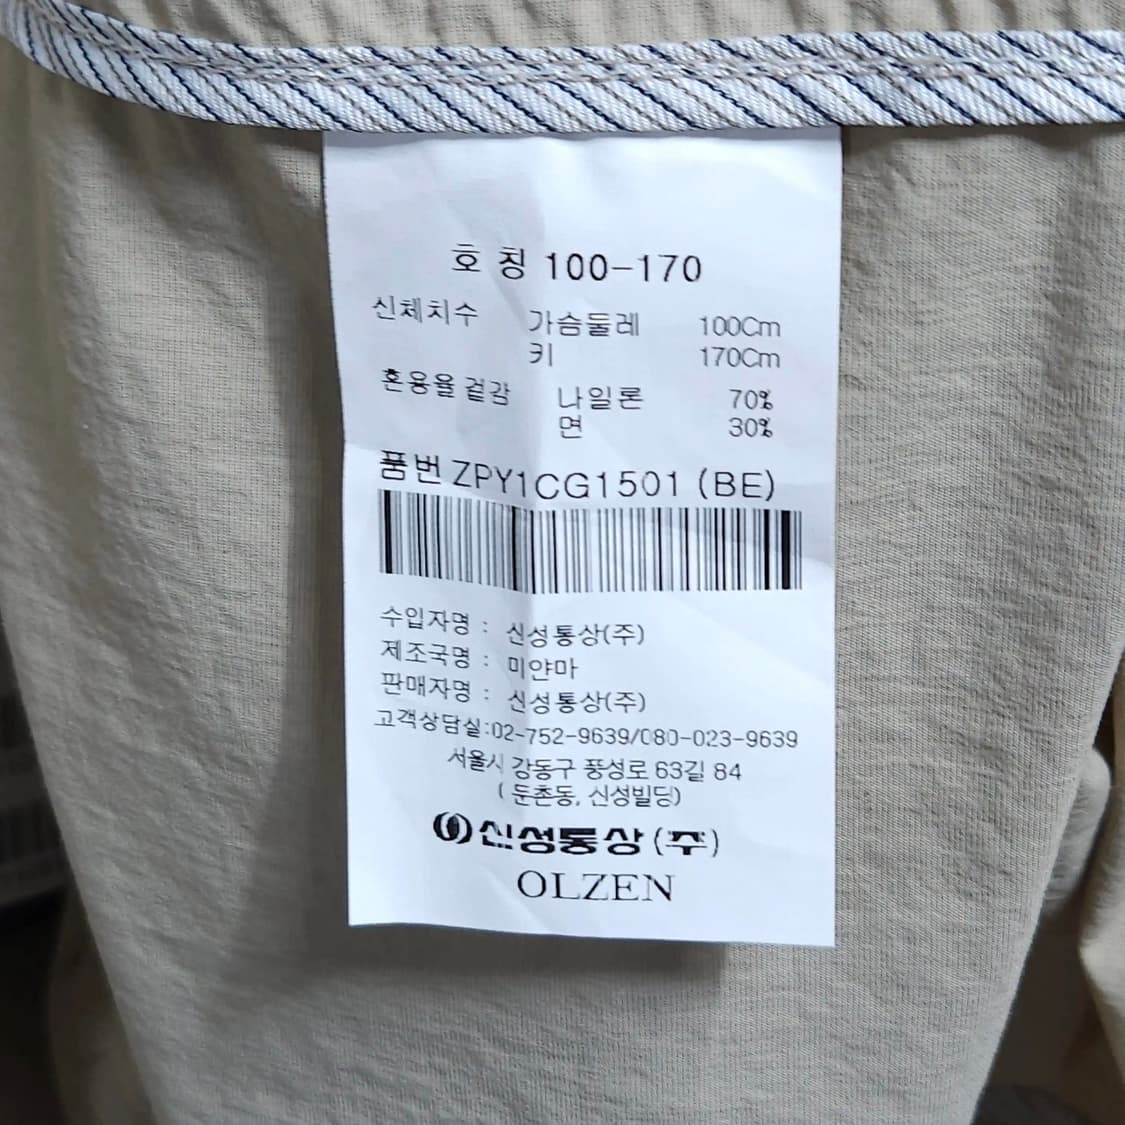 호 칭 100-170
신체치수 가슴둘레 100Cm
키 170Cm
혼용율 겉감 나일론 70%
면 30%
품번 ZPY1CG1501 (BE)
수입자명 : 신성통상(주)
제조국명 : 미얀마
판매자명 : 신성통상(주)
고객상담실:02-752-9639/080-023-9639
서울시 강동구 풍성로 63길 84
( 둔촌동, 신성빌딩)
신성통상(주)
OLZEN